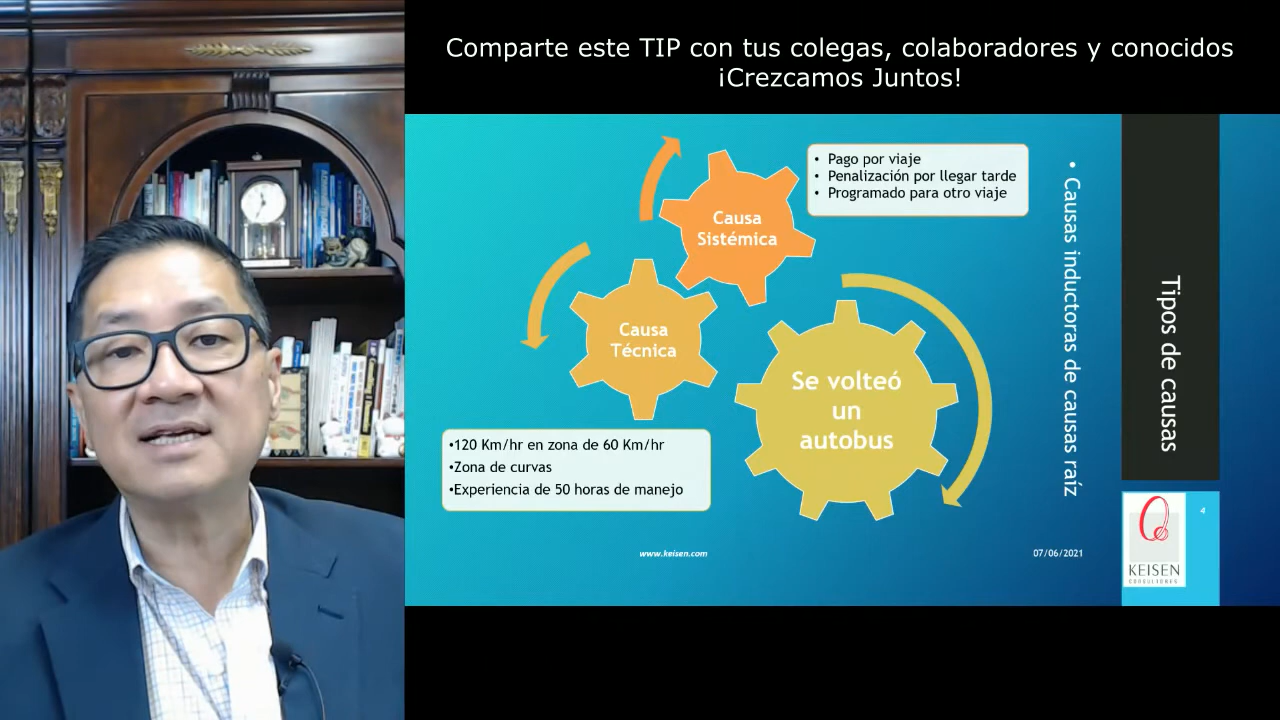 Comparte este TIP con tus colegas, colaboradores y conocidos
¡Crezcamos Juntos!
Tipos de causas
• Causas inductoras de causas raíz
Causa
Sistémica
• Pago por viaje
• Penalización por llegar tarde
• Programado para otro viaje
Causa
Técnica
•120 Km/hr en zona de 60 Km/hr
•Zona de curvas
•Experiencia de 50 horas de manejo
Se volteó
un
autobus
www.keisen.com
07/06/2021
4
KEISEN
CONSULTORES